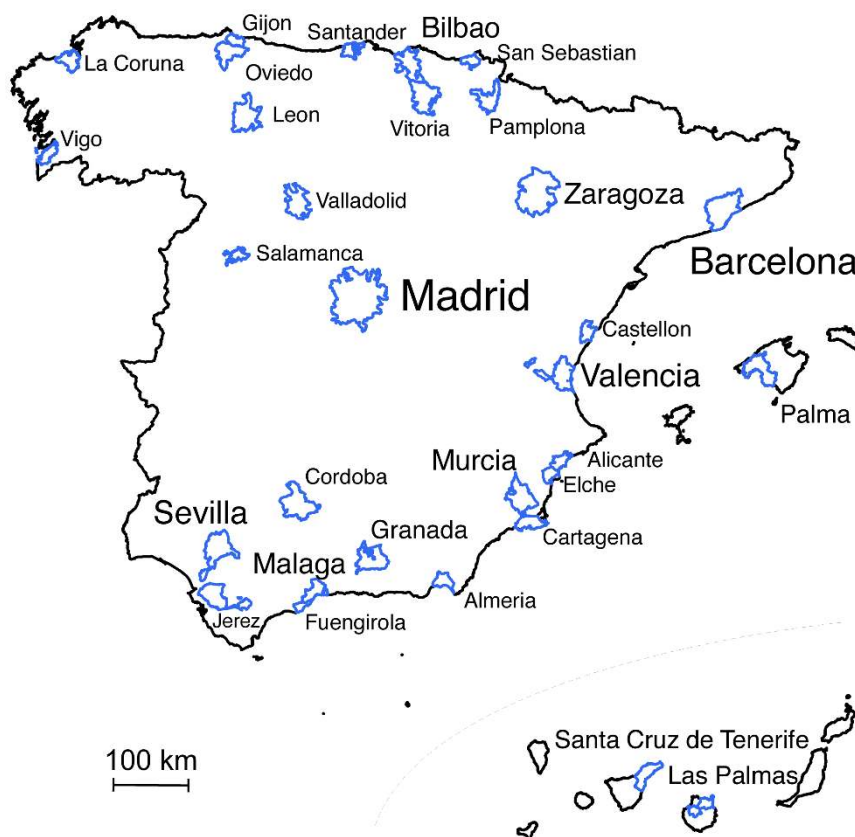 Gijon
Santander
Bilbao
La Coruna
Oviedo
San Sebastian
Leon
Vitoria
Pamplona
Vigo
Valladolid
Zaragoza
Salamanca
Barcelona
Madrid
Castellon
Valencia
Palma
Murcia
Alicante
Cordoba
Elche
Sevilla
Granada
Cartagena
Malaga
Almeria
Jerez
Fuengirola
100 km
Santa Cruz de Tenerife
Las Palmas